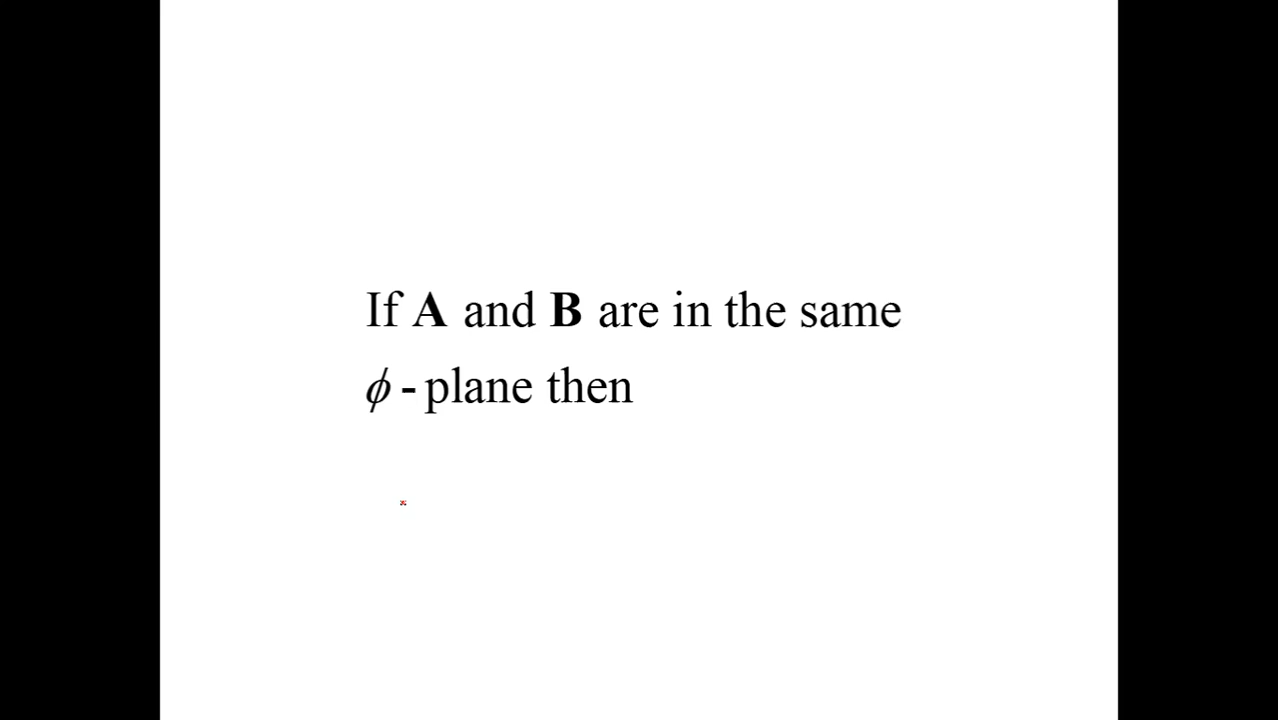 If A and B are in the same
ϕ - plane then